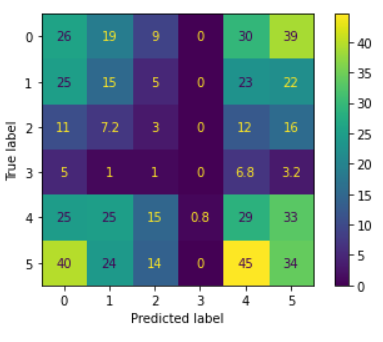 0 26 19 9 0 30 39
1 25 15 5 0 23 22
2 11 7.2 3 0 12 16
3 5 1 1 0 6.8 3.2
4 25 25 15 0.8 29 33
5 40 24 14 0 45 34
0 1 2 3 4 5
Predicted label
True label
40
35
30
25
20
15
10
5
0